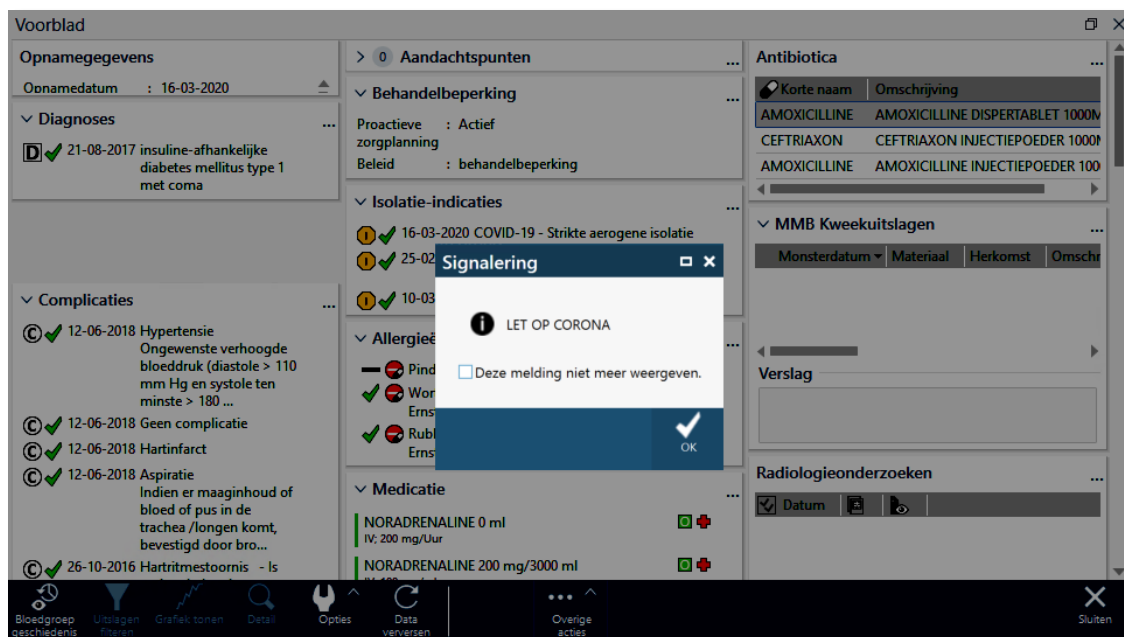 Voorblad
Opnamegegevens
Opnamedatum : 16-03-2020
Diagnoses
...
D 21-08-2017 insuline-afhankelijke
diabetes mellitus type 1
met coma
Complicaties
...
C 12-06-2018 Hypertensie
Ongewenste verhoogde
bloeddruk (diastole > 110
mm Hg en systole ten
minste > 180 ...
C 12-06-2018 Geen complicatie
C 12-06-2018 Hartinfarct
C 12-06-2018 Aspiratie
Indien er maaginhoud of
bloed of pus in de
trachea /longen komt,
bevestigd door bro...
C 26-10-2016 Hartritmestoornis - Is
0 Aandachtspunten
...
Behandelbeperking
...
Proactieve : Actief
zorgplanning
Beleid : behandelbeperking
Isolatie-indicaties
...
16-03-2020 COVID-19 - Strikte aerogene isolatie
25-02
10-03
Allergieë
...
Pind
Wor
Erns
Rub
Erns
Medicatie
...
NORADRENALINE 0 ml
IV; 200 mg/Uur
NORADRENALINE 200 mg/3000 ml
Signalering
LET OP CORONA
Deze melding niet meer weergeven.
OK
Antibiotica
...
Korte naam Omschrijving
AMOXICILLINE AMOXICILLINE DISPERTABLET 1000M
CEFTRIAXON CEFTRIAXON INJECTIEPOEDER 1000
AMOXICILLINE AMOXICILLINE INJECTIEPOEDER 100
MMB Kweekuitslagen
...
Monsterdatum Materiaal Herkomst Omschr
Verslag
Radiologieonderzoeken
...
Datum
Bloedgroep
geschiedenis
Uitslagen
filteren
Grafiek tonen
Detail
Opties
Data
verversen
Overige
acties
Sluiten